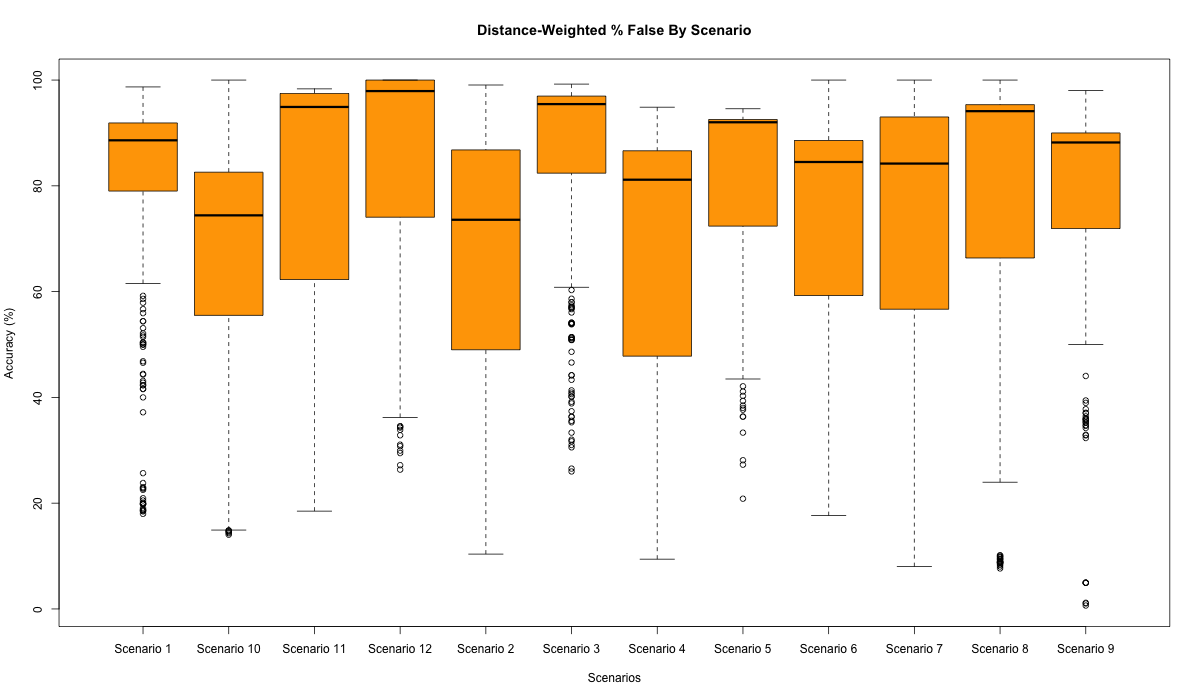 Distance-Weighted % False By Scenario
Accuracy (%)
100
80
60
40
20
0
Scenario 1 Scenario 10 Scenario 11 Scenario 12 Scenario 2 Scenario 3 Scenario 4 Scenario 5 Scenario 6 Scenario 7 Scenario 8 Scenario 9
Scenarios